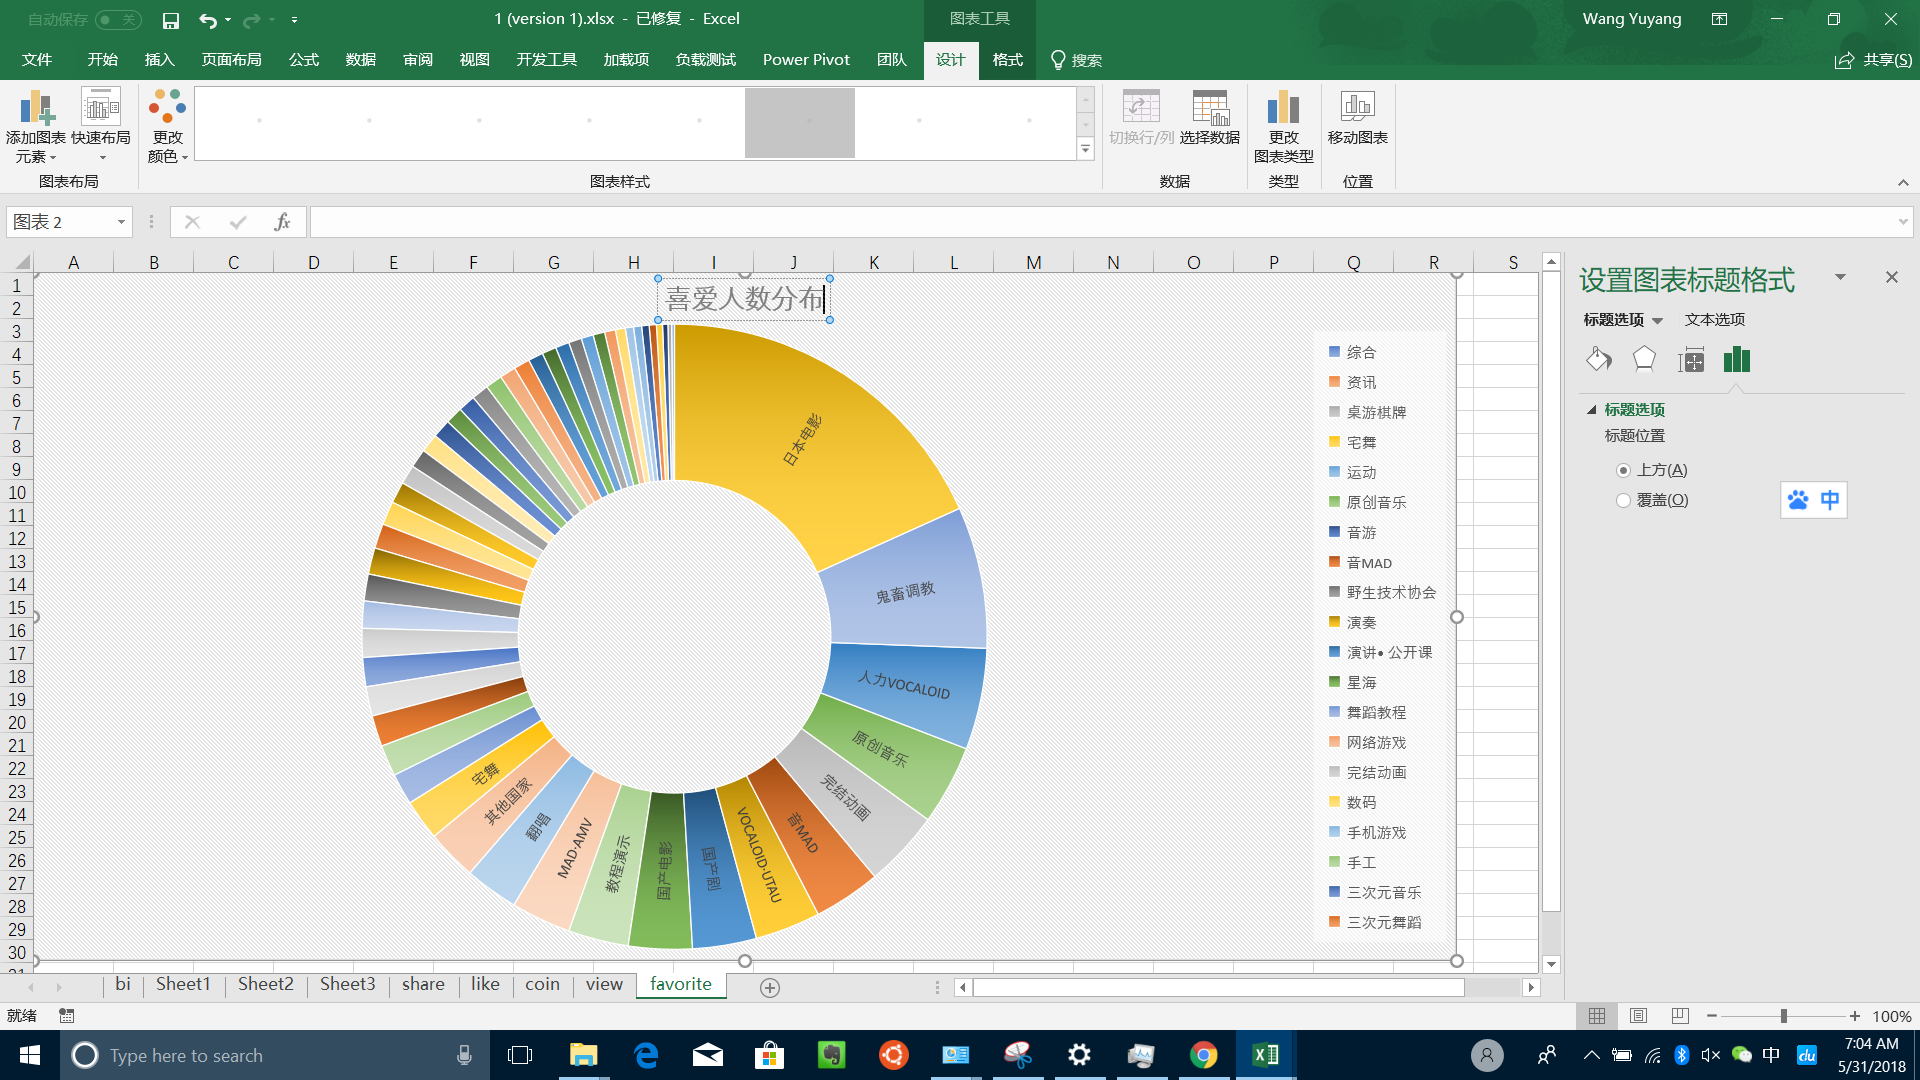 自动保存 关
1 (version 1).xlsx - 已修复 - Excel
图表工具
Wang Yuyang
文件 开始 插入 页面布局 公式 数据 审阅 视图 开发工具 加载项 负载测试 Power Pivot 团队 设计 格式 搜索 共享(S)
添加图表元素
快速布局
更改颜色
切换行/列
选择数据
更改图表类型
移动图表
图表布局 图表样式 数据 类型 位置
图表 2
fx
A B C D E F G H I J K L M N O P Q R S
1
2
3
4
5
6
7
8
9
10
11
12
13
14
15
16
17
18
19
20
21
22
23
24
25
26
27
28
29
30
喜爱人数分布
日本电影
鬼畜调教
人力VOCALOID
原创音乐
完结动画
音MAD
VOCALOID·UTAU
国产剧
国产电影
教程演示
MAD·AMV
翻唱
其他国家
宅舞
综合
资讯
桌游棋牌
宅舞
运动
原创音乐
音游
音MAD
野生技术协会
演奏
演讲• 公开课
星海
舞蹈教程
网络游戏
完结动画
数码
手机游戏
手工
三次元音乐
三次元舞蹈
设置图表标题格式
标题选项 文本选项
标题选项
标题位置
上方(A)
覆盖(O)
中
bi Sheet1 Sheet2 Sheet3 share like coin view favorite
就绪
100%
Type here to search
中
du
7:04 AM
5/31/2018